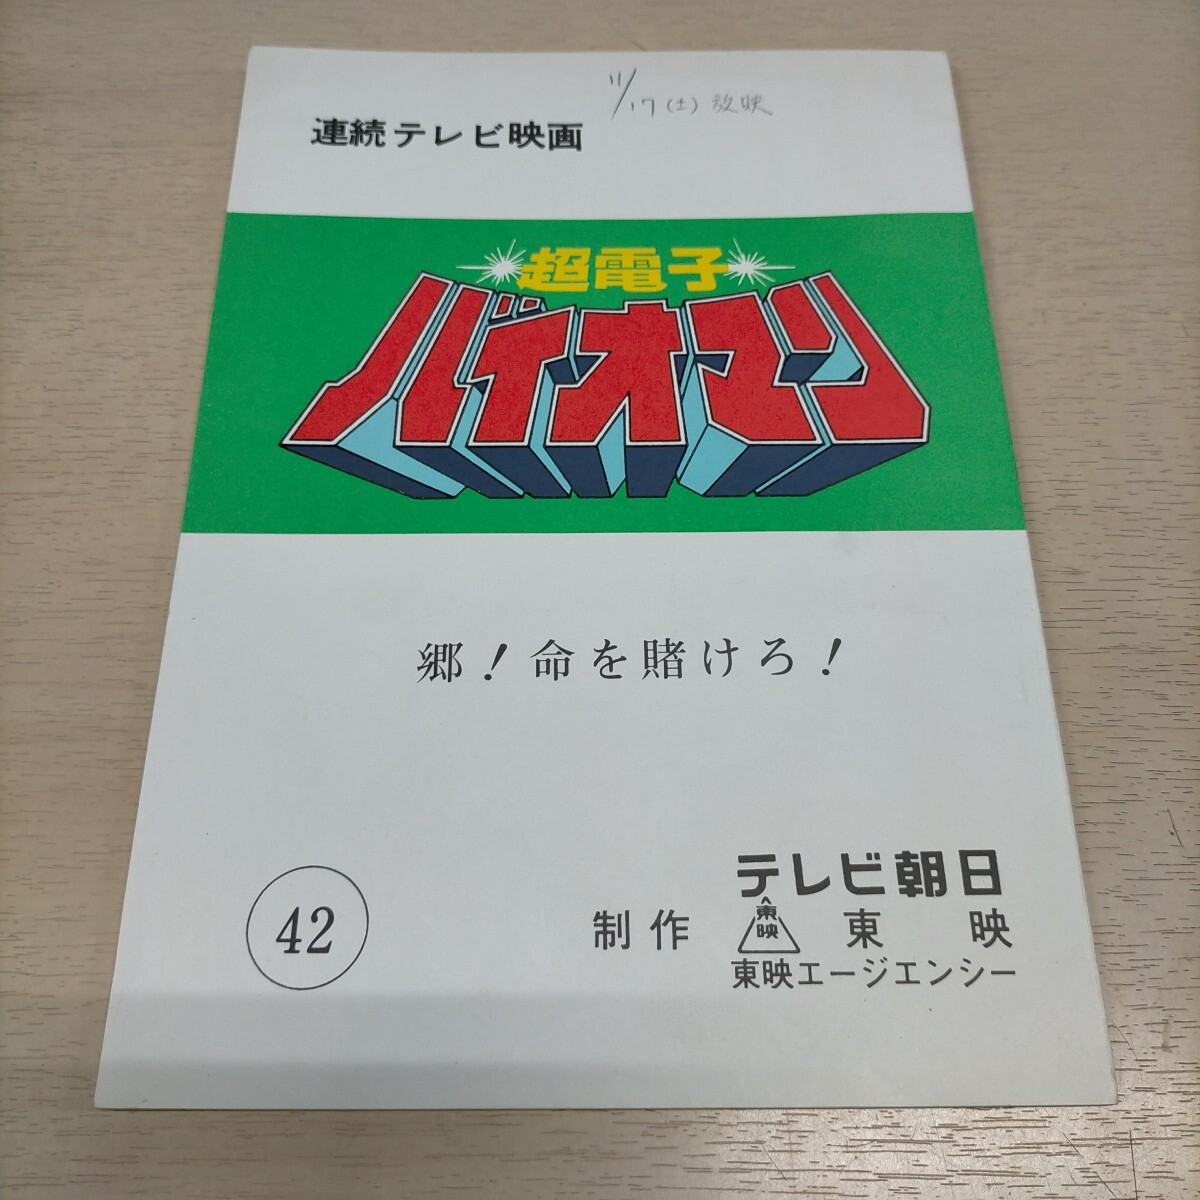 11/17(土)放映
連続テレビ映画
超電子
バイオマン
郷!命を賭けろ!
42
テレビ朝日
制作 東映 東映
東映エージエンシー